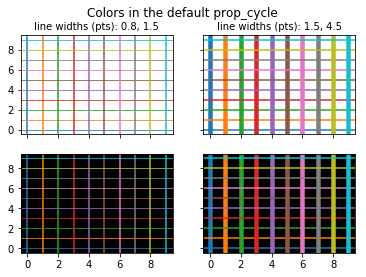 Colors in the default prop_cycle
line widths (pts): 0.8, 1.5
line widths (pts): 1.5, 4.5
8
6
4
2
0
8
6
4
2
0
0 2 4 6 8
0 2 4 6 8